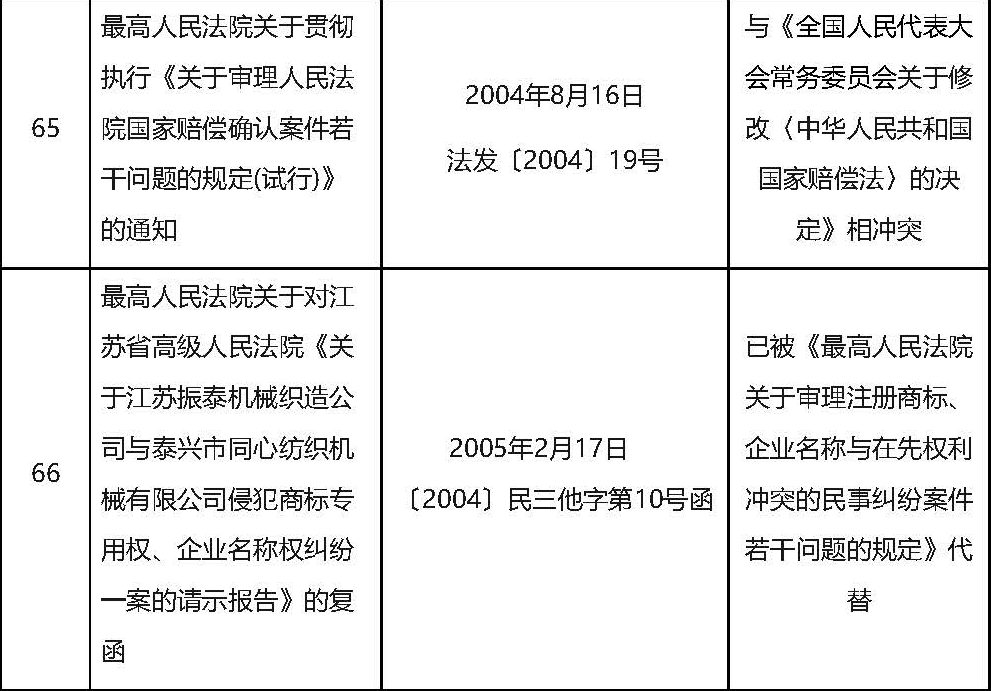 65
最高人民法院关于贯彻
执行《关于审理人民法
院国家赔偿确认案件若
干问题的规定(试行)》
的通知
2004年8月16日
法发〔2004〕19号
与《全国人民代表大
会常务委员会关于修
改〈中华人民共和国
国家赔偿法〉的决
定》相冲突
66
最高人民法院关于对江
苏省高级人民法院《关
于江苏振泰机械织造公
司与泰兴市同心纺织机
械有限公司侵犯商标专
用权、企业名称权纠纷
一案的请示报告》的复
函
2005年2月17日
〔2004〕民三他字第10号函
已被《最高人民法院
关于审理注册商标、
企业名称与在先权利
冲突的民事纠纷案件
若干问题的规定》代
替